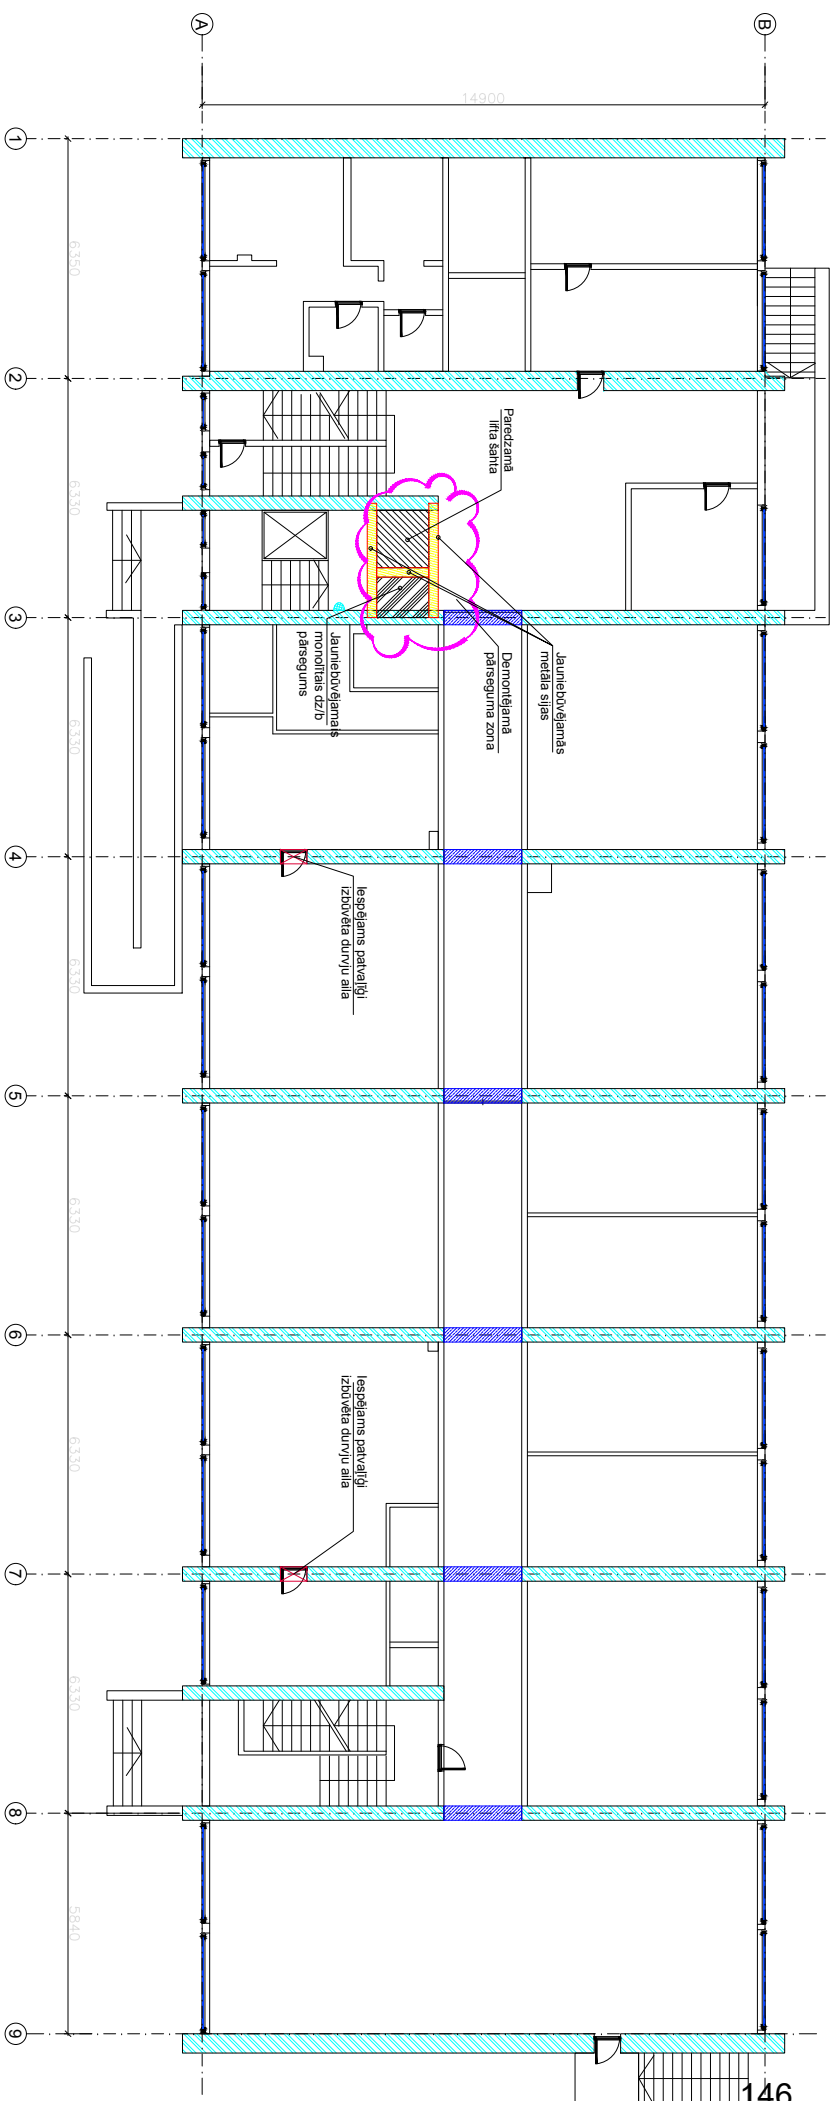 A
B
14900
1
6350
2
6330
3
6330
4
6330
5
6330
6
6330
7
6330
8
5840
9
Paredzamā
lifta šahta
Jauniebūvējamās
metāla sijas
Demontējamā
pārseguma zona
Jauniebūvējamais
monolītais dz/b
pārsegums
Iespējams patvaļīgi
izbūvēta durvju aila
Iespējams patvaļīgi
izbūvēta durvju aila
146